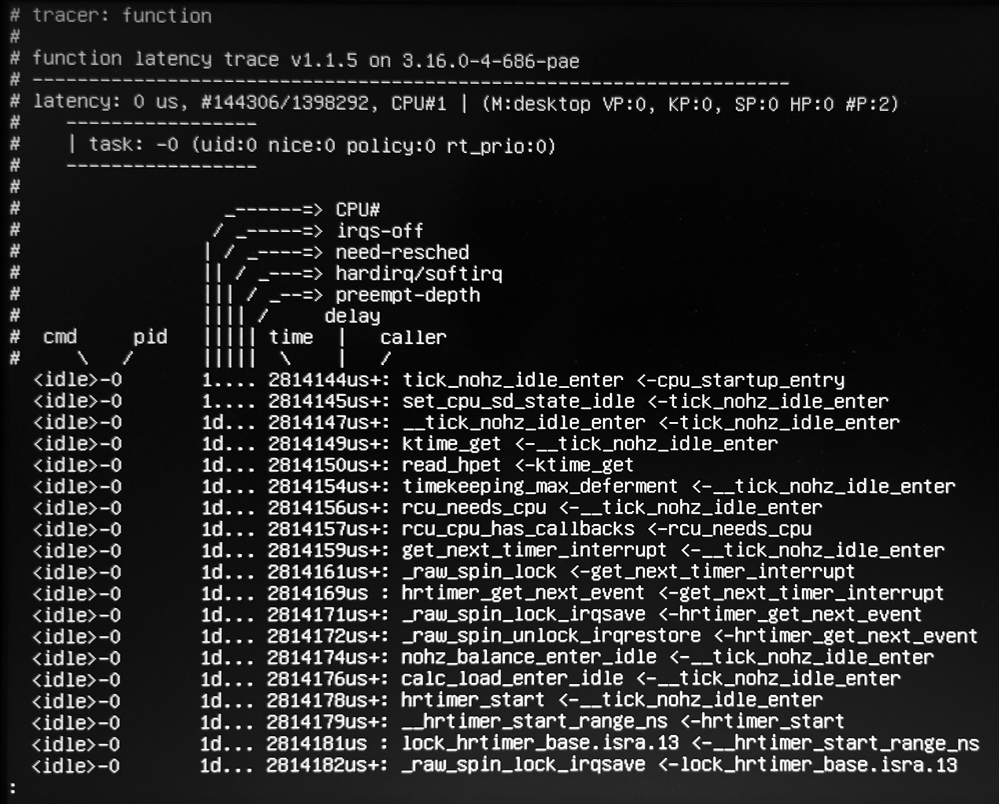 # tracer: function
#
# function latency trace v1.1.5 on 3.16.0-4-686-pae
# --------------------------------------------------------------------
# latency: 0 us, #144306/1398292, CPU#1 | (M:desktop VP:0, KP:0, SP:0 HP:0 #P:2)
#    -----------------
#    | task: -0 (uid:0 nice:0 policy:0 rt_prio:0)
#    -----------------
#
#                  _------=> CPU#
#                 / _-----=> irqs-off
#                | / _----=> need-resched
#                || / _---=> hardirq/softirq
#                ||| / _--=> preempt-depth
#                |||| /     delay
#  cmd     pid   ||||| time  |   caller
#     \   /      |||||  \    |   /
  <idle>-0       1.... 2814144us+: tick_nohz_idle_enter <-cpu_startup_entry
  <idle>-0       1.... 2814145us+: set_cpu_sd_state_idle <-tick_nohz_idle_enter
  <idle>-0       1d... 2814147us+: __tick_nohz_idle_enter <-tick_nohz_idle_enter
  <idle>-0       1d... 2814149us+: ktime_get <-__tick_nohz_idle_enter
  <idle>-0       1d... 2814150us+: read_hpet <-ktime_get
  <idle>-0       1d... 2814154us+: timekeeping_max_deferment <-__tick_nohz_idle_enter
  <idle>-0       1d... 2814156us+: rcu_needs_cpu <-__tick_nohz_idle_enter
  <idle>-0       1d... 2814157us+: rcu_cpu_has_callbacks <-rcu_needs_cpu
  <idle>-0       1d... 2814159us+: get_next_timer_interrupt <-__tick_nohz_idle_enter
  <idle>-0       1d... 2814161us+: _raw_spin_lock <-get_next_timer_interrupt
  <idle>-0       1d... 2814169us : hrtimer_get_next_event <-get_next_timer_interrupt
  <idle>-0       1d... 2814171us+: _raw_spin_lock_irqsave <-hrtimer_get_next_event
  <idle>-0       1d... 2814172us+: _raw_spin_unlock_irqrestore <-hrtimer_get_next_event
  <idle>-0       1d... 2814174us+: nohz_balance_enter_idle <-__tick_nohz_idle_enter
  <idle>-0       1d... 2814176us+: calc_load_enter_idle <-__tick_nohz_idle_enter
  <idle>-0       1d... 2814178us+: hrtimer_start <-__tick_nohz_idle_enter
  <idle>-0       1d... 2814179us+: __hrtimer_start_range_ns <-hrtimer_start
  <idle>-0       1d... 2814181us : lock_hrtimer_base.isra.13 <-__hrtimer_start_range_ns
  <idle>-0       1d... 2814182us+: _raw_spin_lock_irqsave <-lock_hrtimer_base.isra.13
: